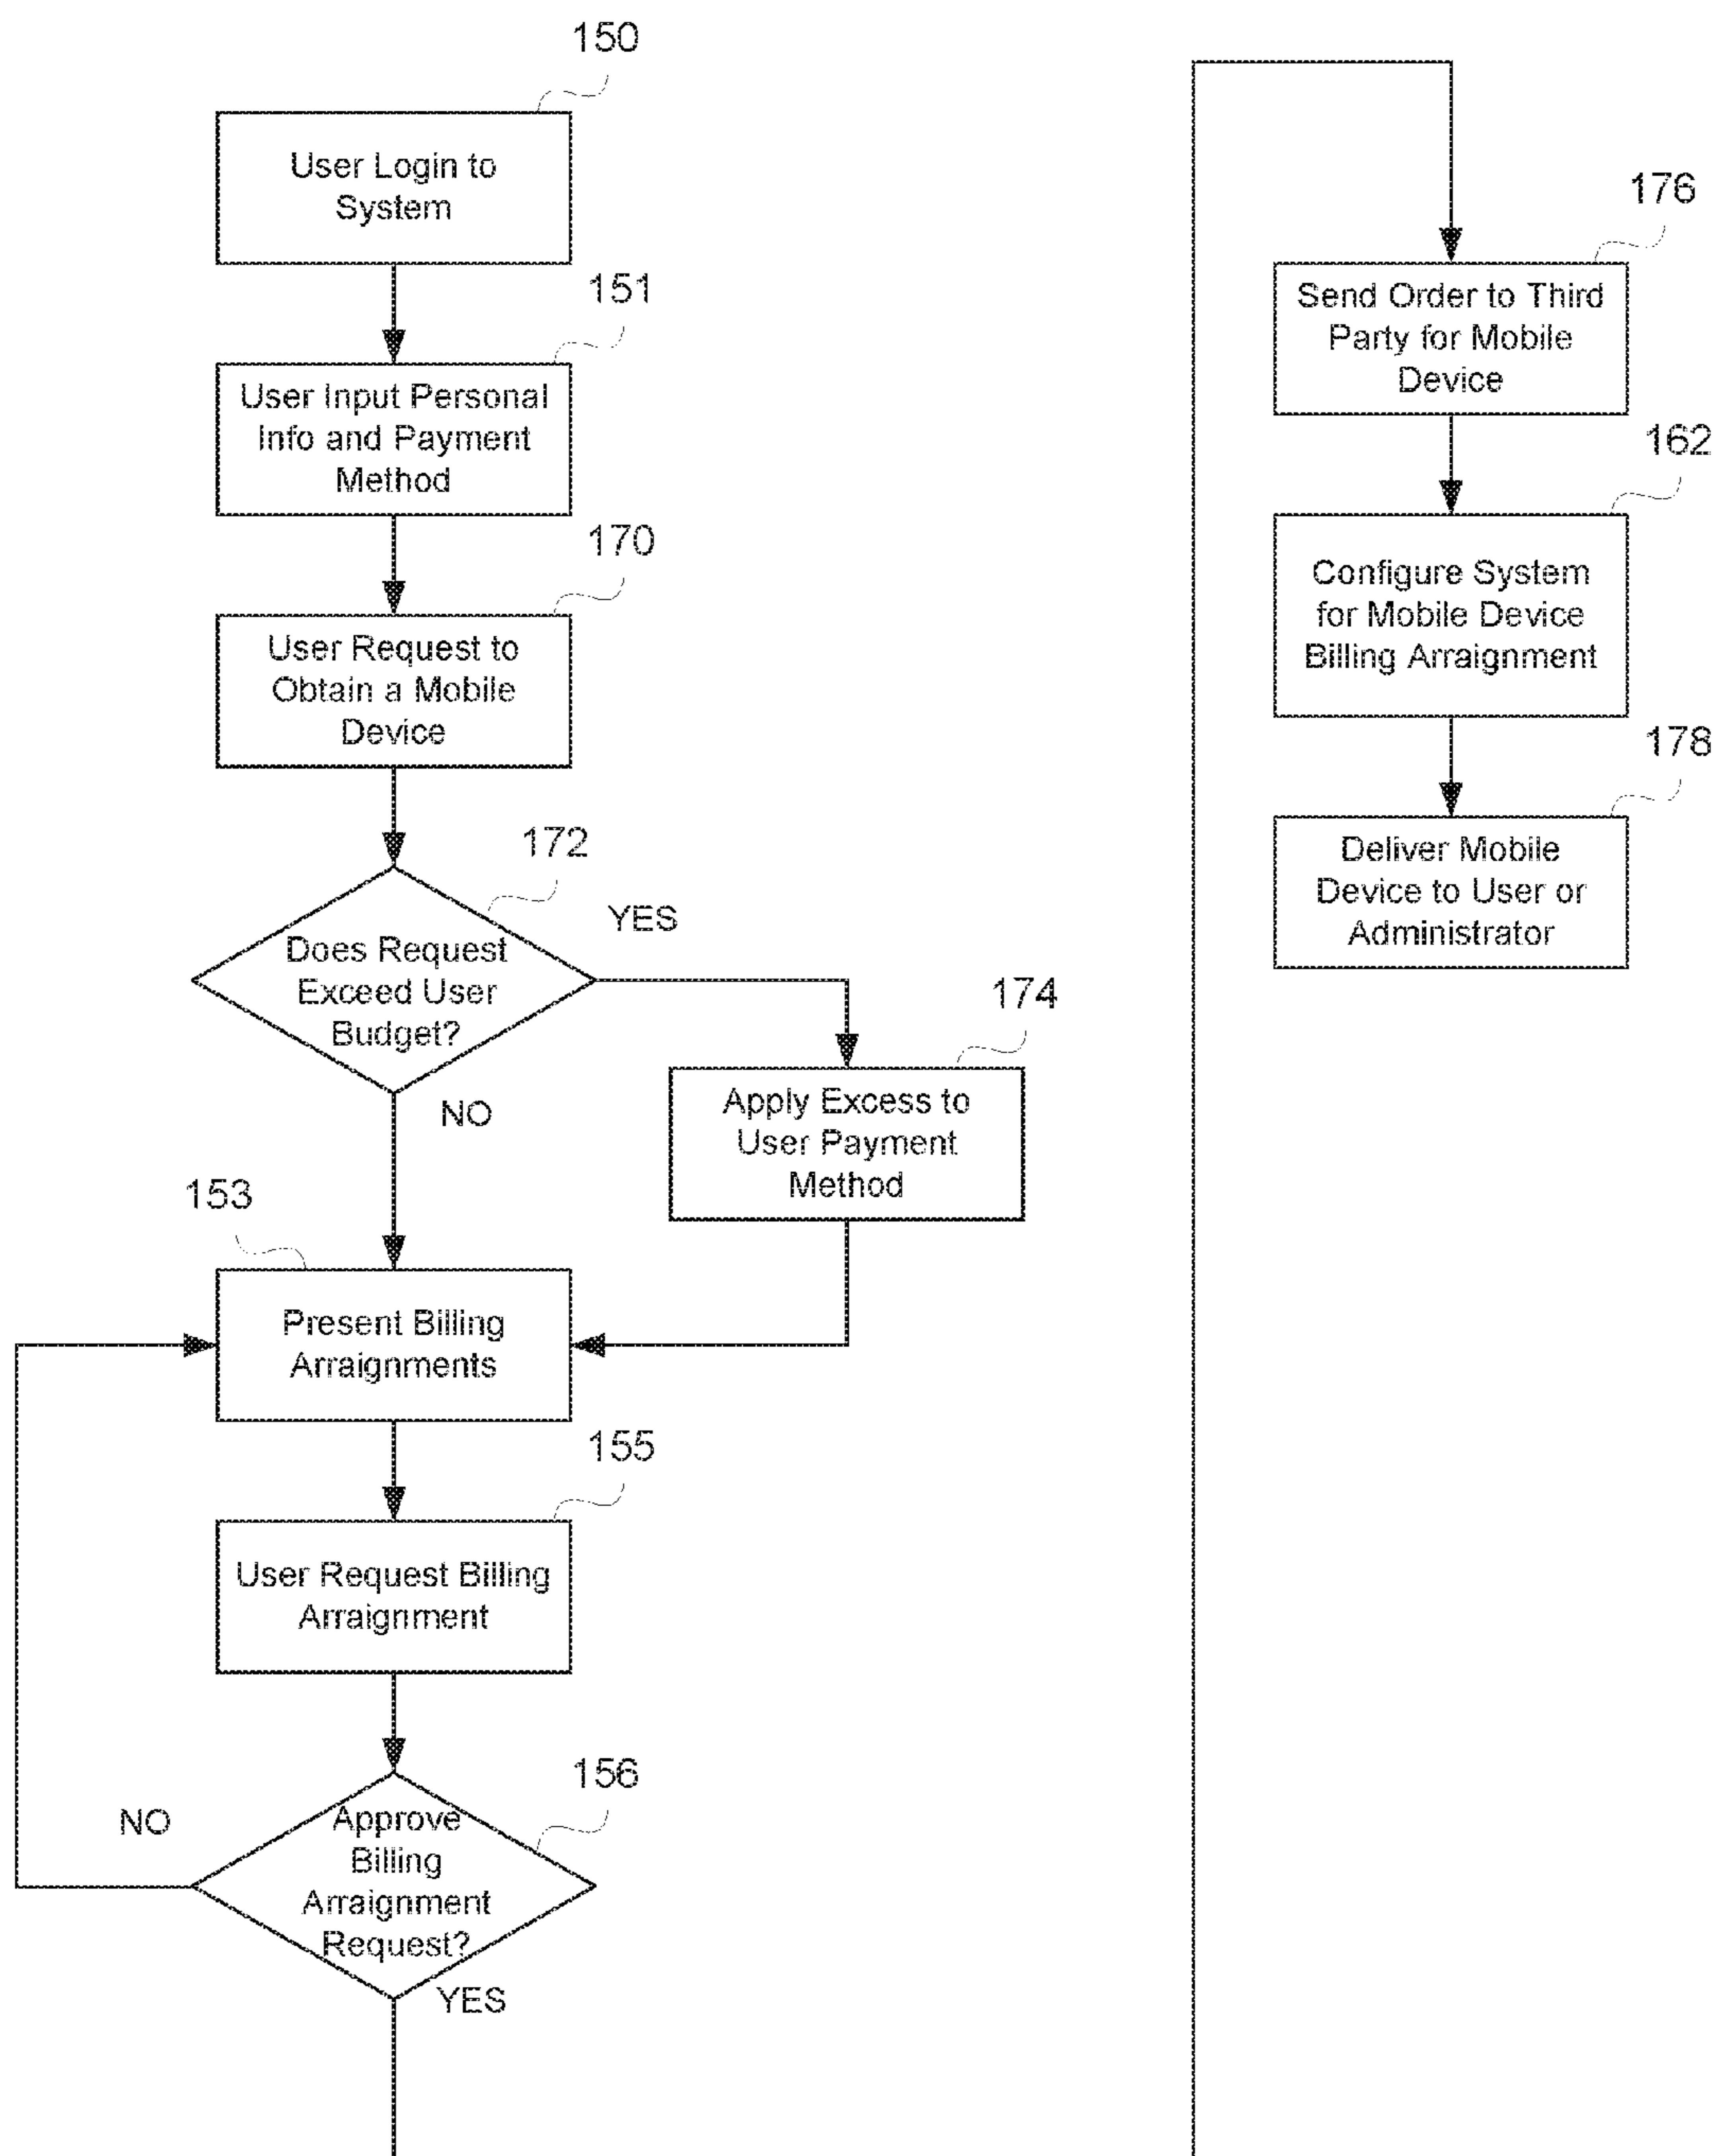 150
User Login to
System
151
User Input Personal
Info and Payment
Method
170
User Request to
Obtain a Mobile
Device
172
Does Request
Exceed User
Budget?
YES
NO
174
Apply Excess to
User Payment
Method
153
Present Billing
Arraignments
155
User Request Billing
Arraignment
156
Approve
Billing
Arraignment
Request?
NO
YES
176
Send Order to Third
Party for Mobile
Device
162
Configure System
for Mobile Device
Billing Arraignment
178
Deliver Mobile
Device to User or
Administrator